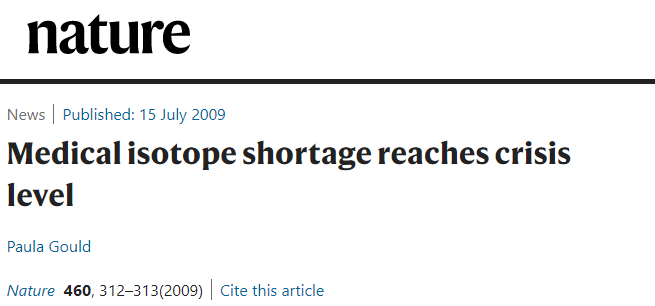 nature
News | Published: 15 July 2009
Medical isotope shortage reaches crisis
level
Paula Gould
Nature 460, 312–313(2009) | Cite this article